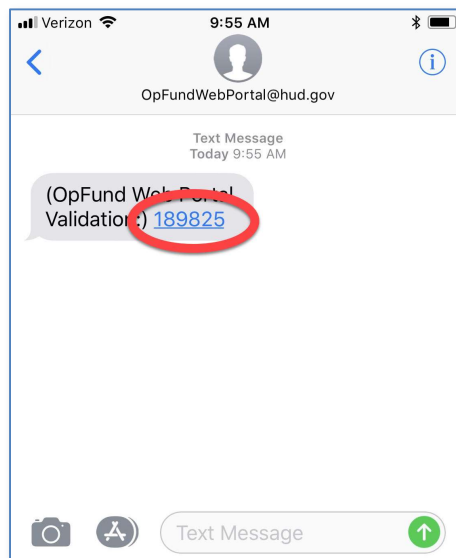 Verizon 9:55 AM
OpFundWebPortal@hud.gov
Text Message
Today 9:55 AM
(OpFund Web Portal
Validation:) 189825
Text Message